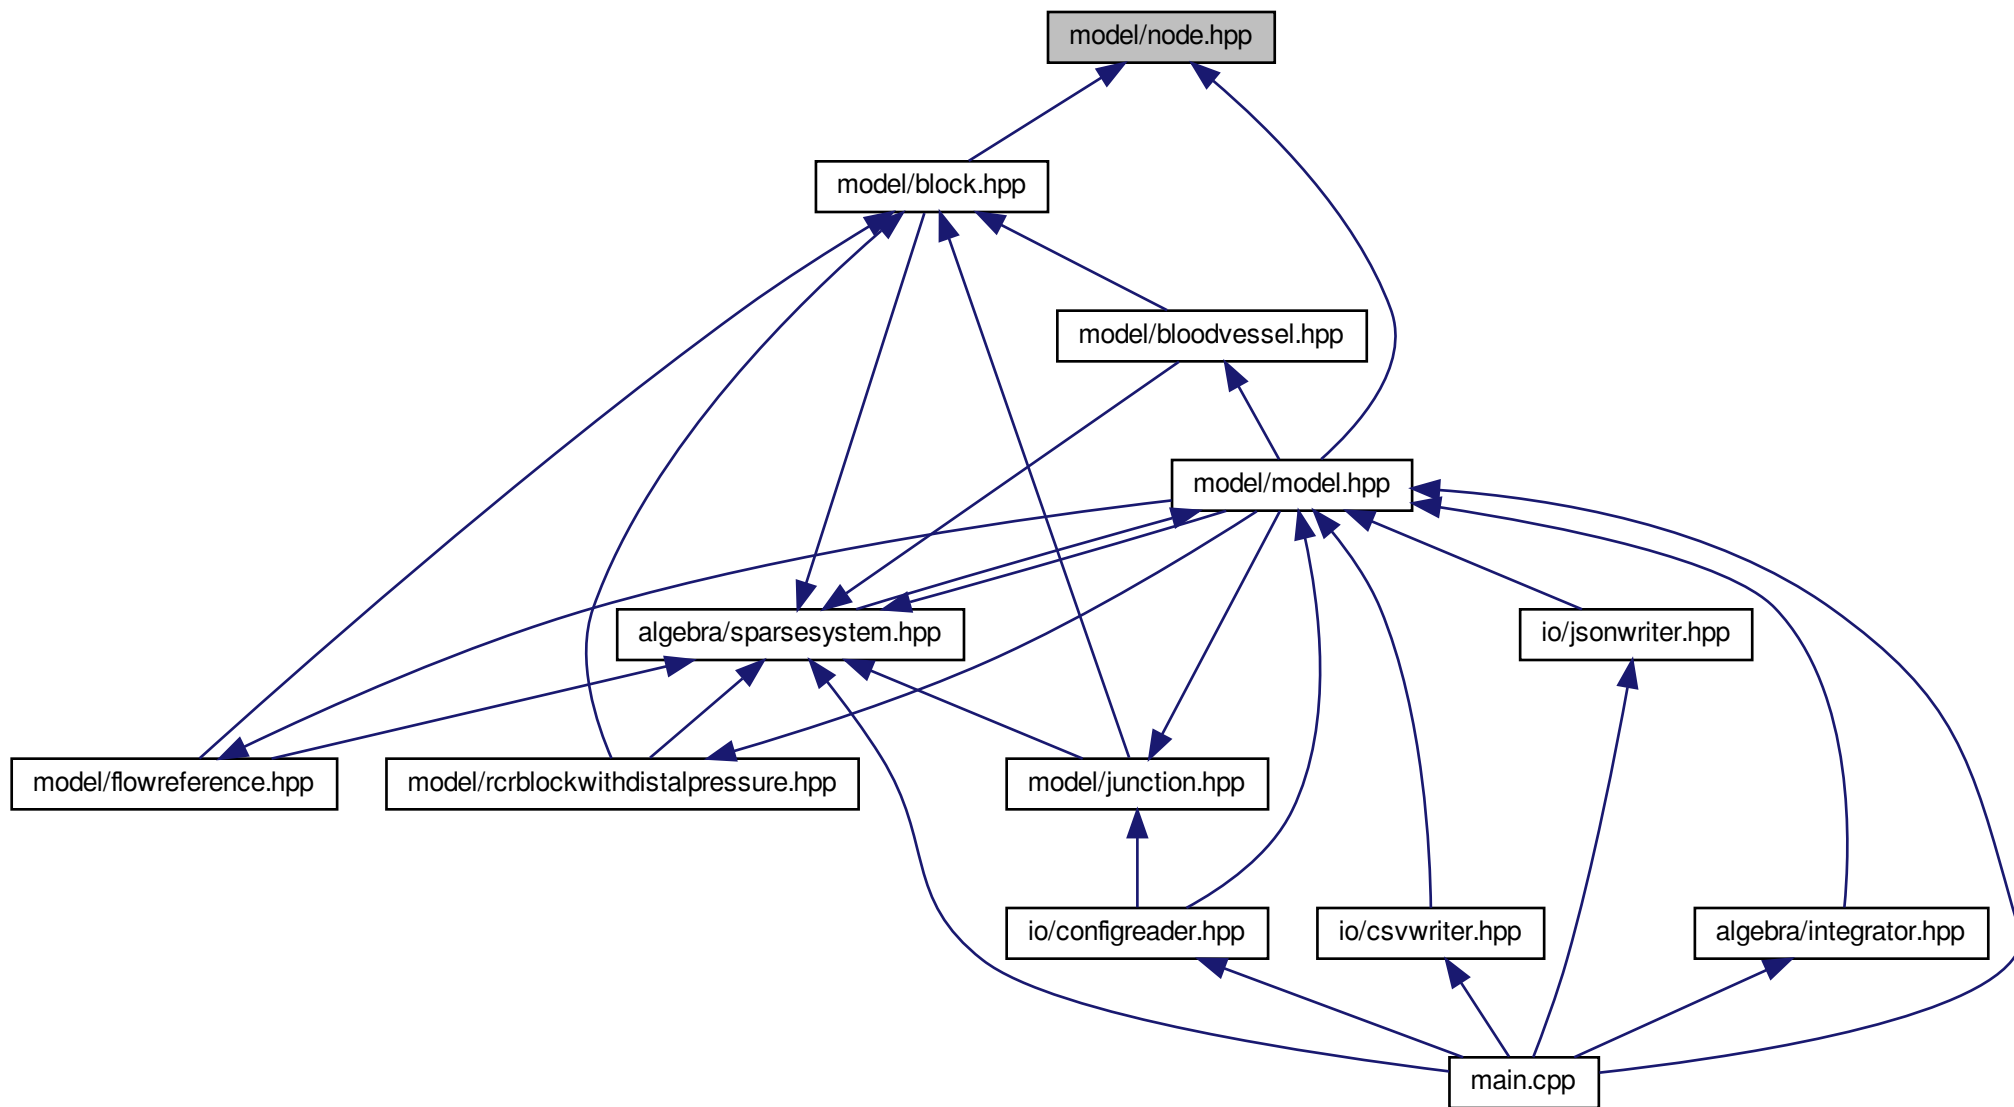 model/node.hpp
model/block.hpp
model/bloodvessel.hpp
model/model.hpp
algebra/sparsesystem.hpp
io/jsonwriter.hpp
model/flowreference.hpp
model/rcrblockwithdistalpressure.hpp
model/junction.hpp
io/configreader.hpp
io/csvwriter.hpp
algebra/integrator.hpp
main.cpp